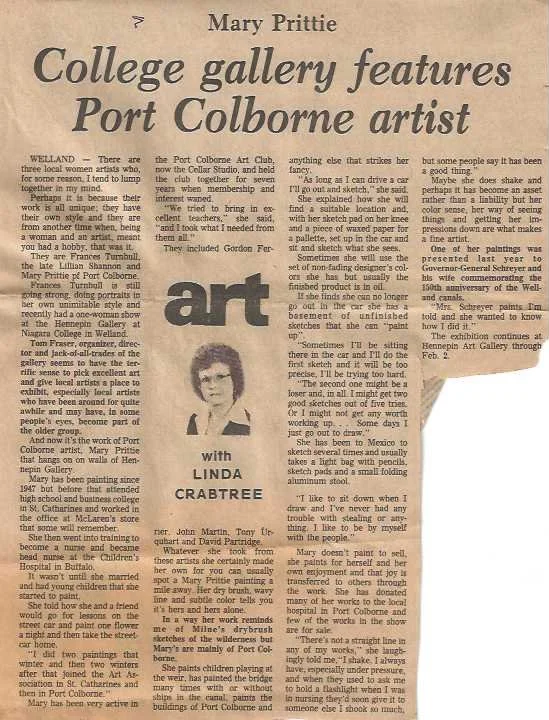 Mary Prittie
College gallery features
Port Colborne artist
WELLAND — There are
three local women artists who,
for some reason, I tend to lump
together in my mind.
Perhaps it is because their
work is all unique; they have
their own style and they are
from another time when, being
a woman and an artist, meant
you had a hobby, that was it.
They are Frances Turnbull,
the late Lillian Shannon and
Mary Prittie of Port Colborne.
Frances Turnbull is still
going strong, doing portraits in
her own unimitable style and
recently had a one-woman show
at the Hennepin Gallery at
Niagara College in Welland.
Tom Fraser, organizer, direc-
tor and jack-of-all-trades of the
gallery seems to have the ter-
rific sense to pick excellent art
and give local artists a place to
exhibit, especially local artists
who have been around for quite
awhile and may have, in some
people's eyes, become part of
the older group.
And now it's the work of Port
Colborne artist, Mary Prittie
that hangs on on walls of Hen-
nepin Gallery.
Mary has been painting since
1947 but before that attended
high school and business college
in St. Catharines and worked in
the office at McLaren's store
that some will remember.
She then went into training to
become a nurse and became
head nurse at the Children's
Hospital in Buffalo.
It wasn't until she married
and had young children that she
started to paint.
She told how she and a friend
would go for lessons on the
street car and paint one flower
a night and then take the street-
car home.
"I did two paintings that
winter and then two winters
after that joined the Art As-
sociation in St. Catharines and
then in Port Colborne."
Mary has been very active in
the Port Colborne Art Club,
now the Cellar Studio, and held
the club together for seven
years when membership and
interest waned.
"We tried to bring in ex-
cellent teachers," she said,
"and I took what I needed from
them all."
They included Gordon Fer-
art
with
LINDA
CRABTREE
rier, John Martin, Tony Ur-
quhart and David Partridge.
Whatever she took from
these artists she certainly made
her own for you can usually
spot a Mary Prittie painting a
mile away. Her dry brush, wavy
line and subtle color tells you
it's hers and hers alone.
In a way her work reminds
me of Milne's drybrush
sketches of the wilderness but
Mary's are mainly of Port Col-
borne.
She paints children playing at
the weir, has painted the bridge
many times with or without
ships in the canal, paints the
buildings of Port Colborne and
anything else that strikes her
fancy.
"As long as I can drive a car
I'll go out and sketch," she said.
She explained how she will
find a suitable location and,
with her sketch pad on her knee
and a piece of waxed paper for
a pallette, set up in the car and
sit and sketch what she sees.
Sometimes she will use the
set of non-fading designer's col-
ors she has but usually the
finished product is in oil.
If she finds she can no longer
go out in the car she has a
basement of unfinished
sketches that she can "paint
up".
"Sometimes I'll be sitting
there in the car and I'll do the
first sketch and it will be too
precise, I'll be trying too hard.
"The second one might be a
loser and, in all, I might get two
good sketches out of five tries.
Or I might not get any worth
working up. . . Some days I
just go out to draw."
She has been to Mexico to
sketch several times and usually
takes a light bag with pencils,
sketch pads and a small folding
aluminum stool.
"I like to sit down when I
draw and I've never had any
trouble with stealing or any-
thing. I like to be by myself
with the people."
Mary doesn't paint to sell,
she paints for herself and her
own enjoyment and that joy is
transferred to others through
the work. She has donated
many of her works to the local
hospital in Port Colborne and
few of the works in the show
are for sale.
"There's not a straight line in
any of my works," she laugh-
ingly told me, "I shake. I always
have, especially under pressure,
and when they used to ask me
to hold a flashlight when I was
in nursing they'd soon give it to
someone else I shook so much,
but some people say it has been
a good thing."
Maybe she does shake and
perhaps it has become an asset
rather than a liability but her
color sense, her way of seeing
things and getting her im-
pressions down are what makes
a fine artist.
One of her paintings was
presented last year to
Governor-General Schreyer and
his wife commemorating the
150th anniversary of the Well-
and canals.
"Mrs. Schreyer paints I'm
told and she wanted to know
how I did it."
The exhibition continues at
Hennepin Art Gallery through
Feb. 2.